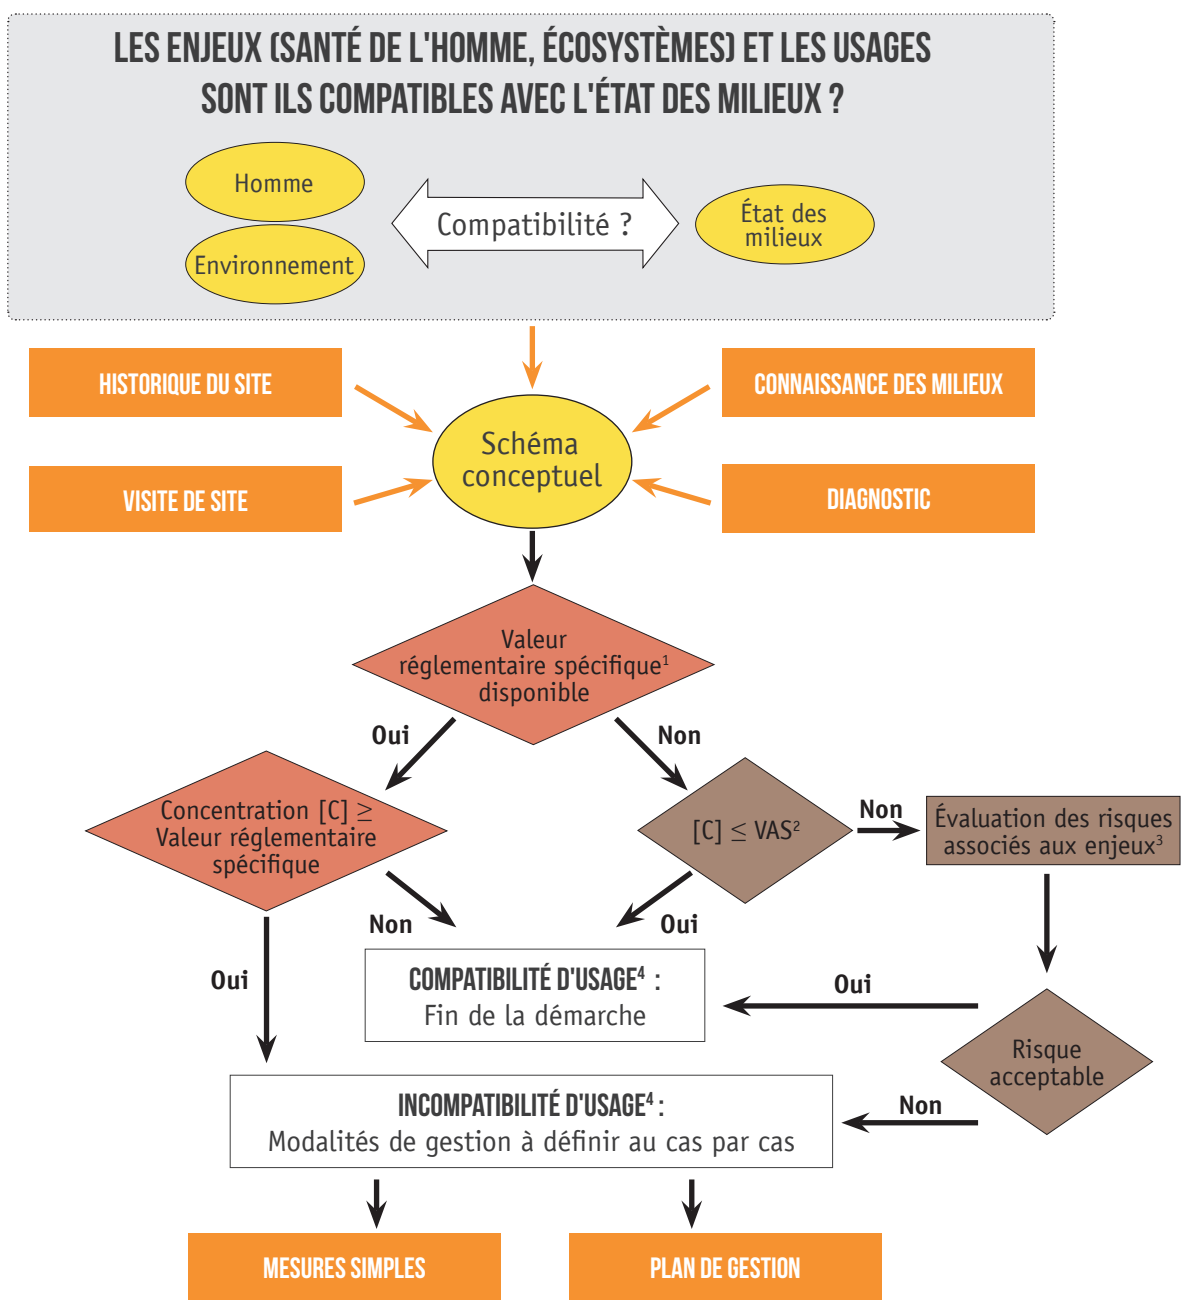 LES ENJEUX (SANTÉ DE L'HOMME, ÉCOSYSTÈMES) ET LES USAGES
SONT ILS COMPATIBLES AVEC L'ÉTAT DES MILIEUX ?
Homme
Environnement
Compatibilité ?
État des
milieux
HISTORIQUE DU SITE
CONNAISSANCE DES MILIEUX
Schéma
conceptuel
VISITE DE SITE
DIAGNOSTIC
Valeur
réglementaire spécifique¹
disponible
Oui
Non
Concentration [C] ≥
Valeur réglementaire
spécifique
[C] ≤ VAS²
Non
Évaluation des risques
associés aux enjeux³
Non
Oui
Oui
COMPATIBILITÉ D'USAGE⁴ :
Fin de la démarche
Oui
Risque
acceptable
INCOMPATIBILITÉ D'USAGE⁴ :
Modalités de gestion à définir au cas par cas
Non
MESURES SIMPLES
PLAN DE GESTION